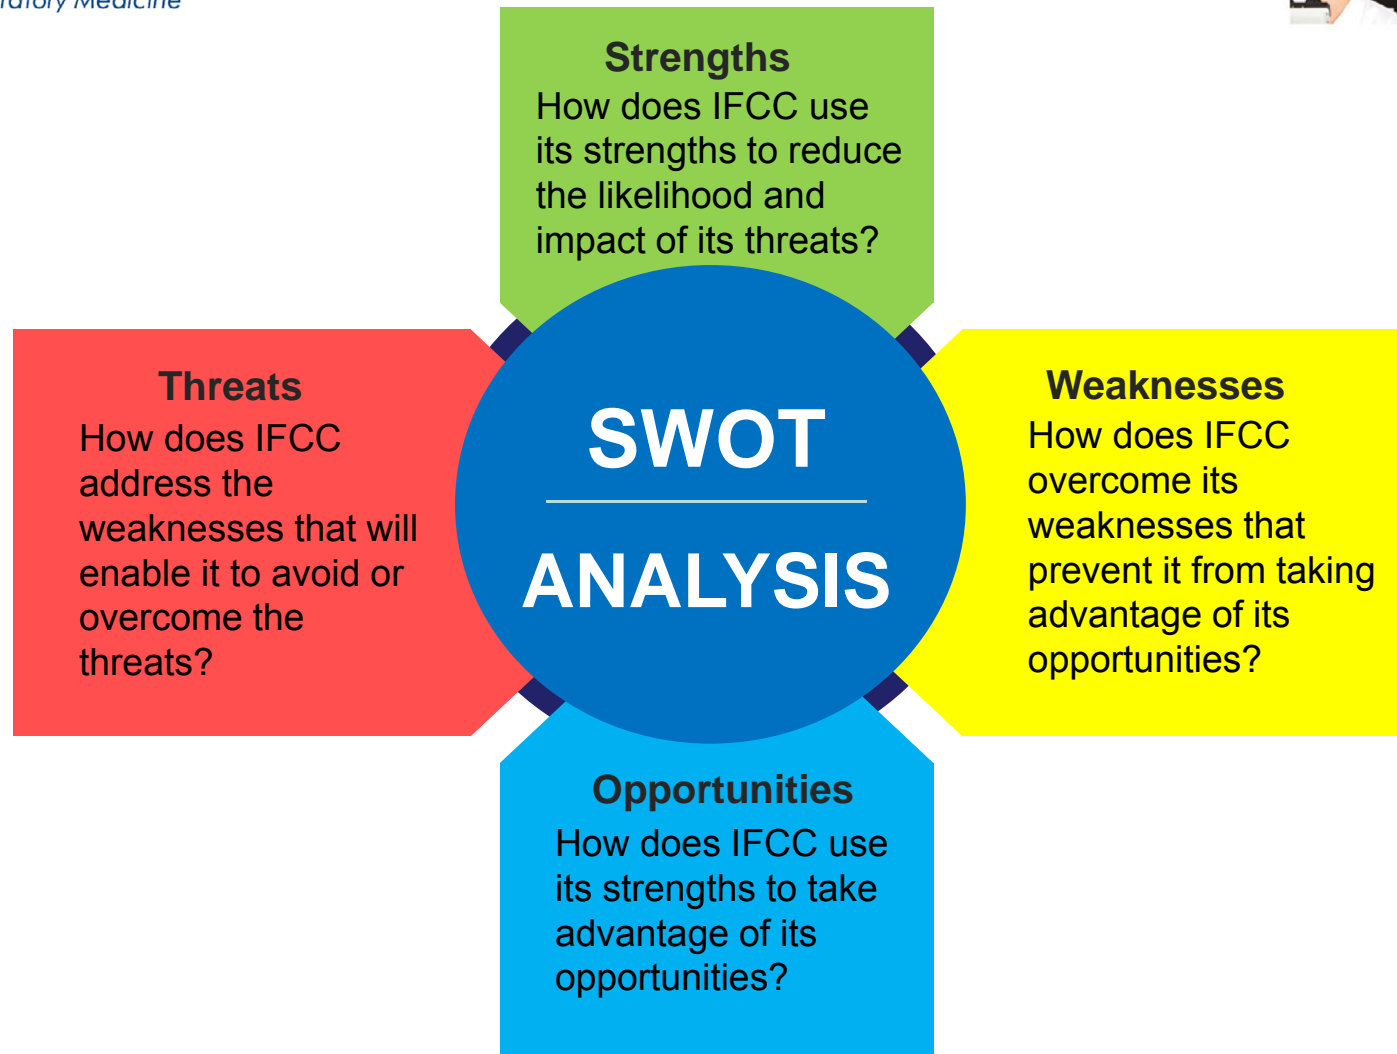 Medicine
Strengths
How does IFCC use
its strengths to reduce
the likelihood and
impact of its threats?
Threats
How does IFCC
address the
weaknesses that will
enable it to avoid or
overcome the
threats?
SWOT
ANALYSIS
Weaknesses
How does IFCC
overcome its
weaknesses that
prevent it from taking
advantage of its
opportunities?
Opportunities
How does IFCC use
its strengths to take
advantage of its
opportunities?